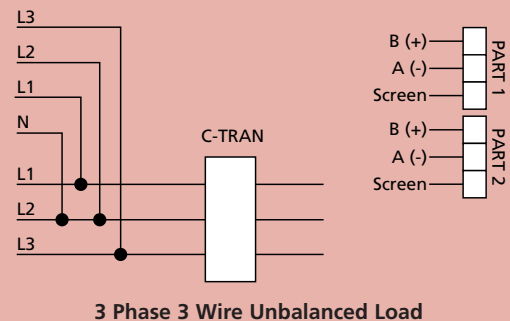 L3
L2
L1
N
L1
L2
L3
C-TRAN
B (+)
A (-)
Screen
PART 1
B (+)
A (-)
Screen
PART 2
3 Phase 3 Wire Unbalanced Load